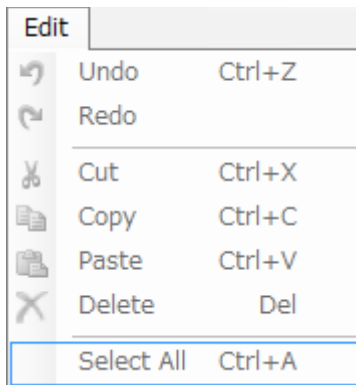 Edit
Undo Ctrl+Z
Redo
Cut Ctrl+X
Copy Ctrl+C
Paste Ctrl+V
Delete Del
Select All Ctrl+A